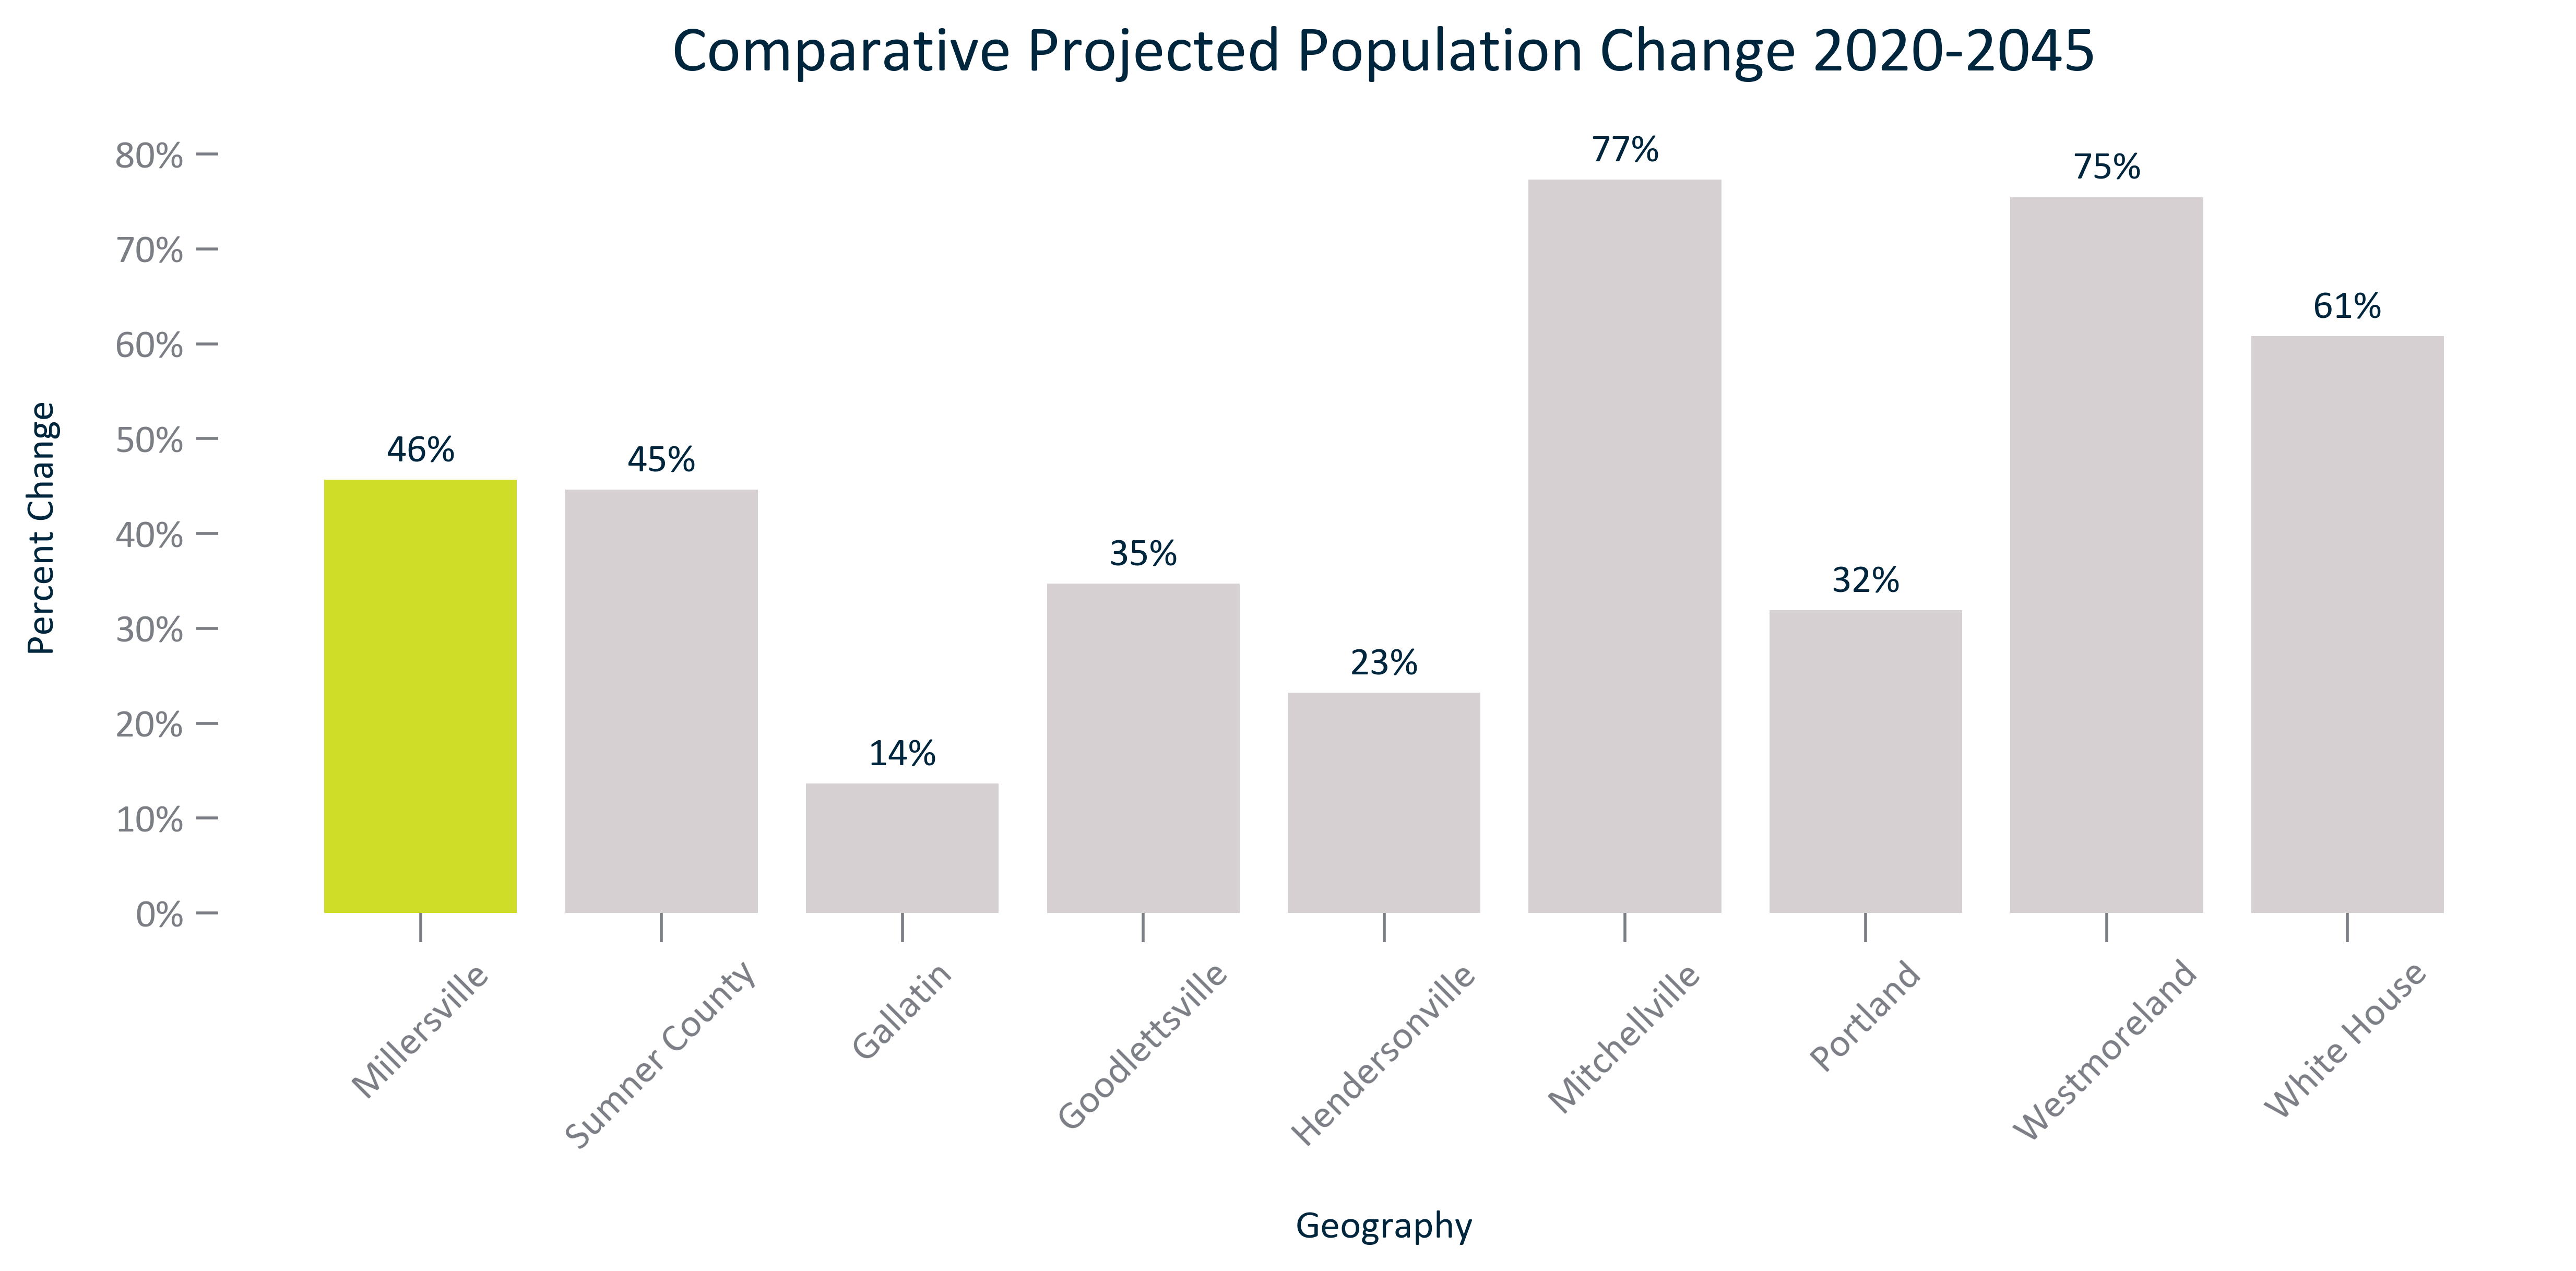 Comparative Projected Population Change 2020-2045
Percent Change
80%
70%
60%
50%
40%
30%
20%
10%
0%
46%
45%
14%
35%
23%
77%
32%
75%
61%
Millersville
Sumner County
Gallatin
Goodlettsville
Hendersonville
Mitchellville
Portland
Westmoreland
White House
Geography